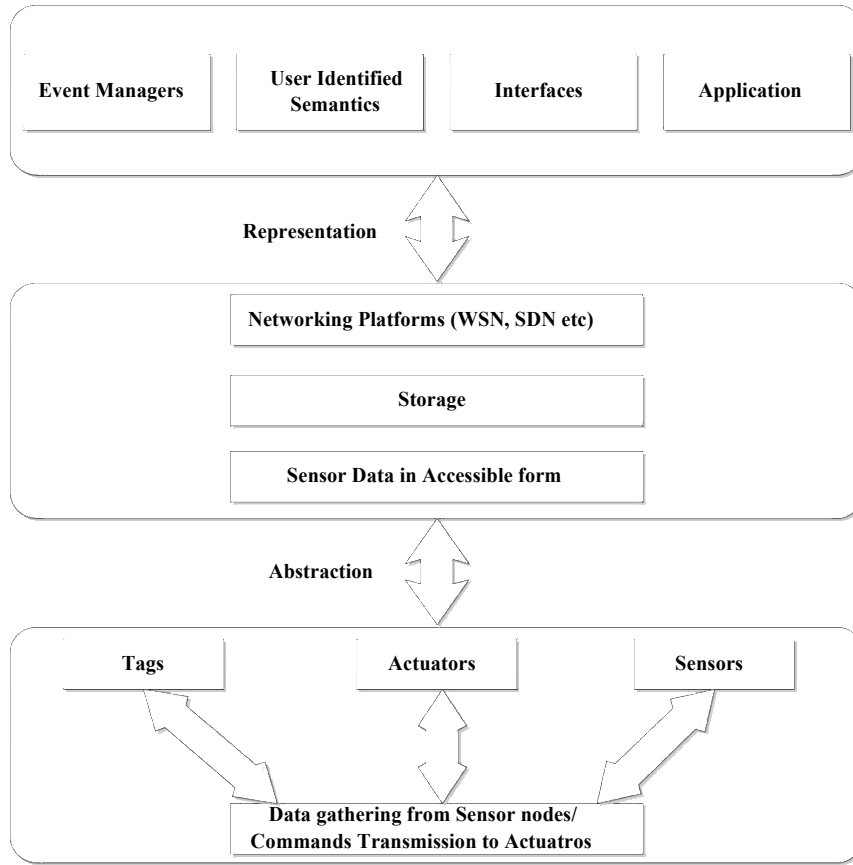 Event Managers
User Identified
Semantics
Interfaces
Application
Representation
Networking Platforms (WSN, SDN etc)
Storage
Sensor Data in Accessible form
Abstraction
Tags
Actuators
Sensors
Data gathering from Sensor nodes/
Commands Transmission to Actuatros